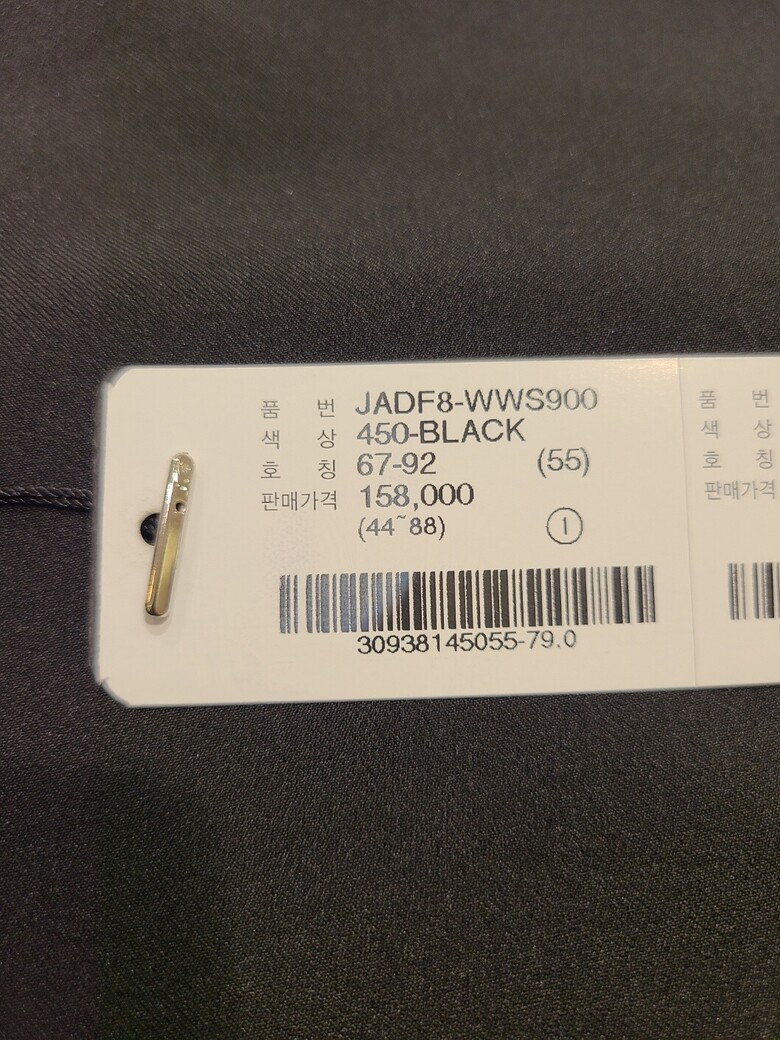 품 번 JADF8-WWS900
색 상 450-BLACK
호 칭 67-92 (55)
판매가격 158,000
(44~88) ①
30938145055-79.0
품 번
색 상
호 칭
판매가격